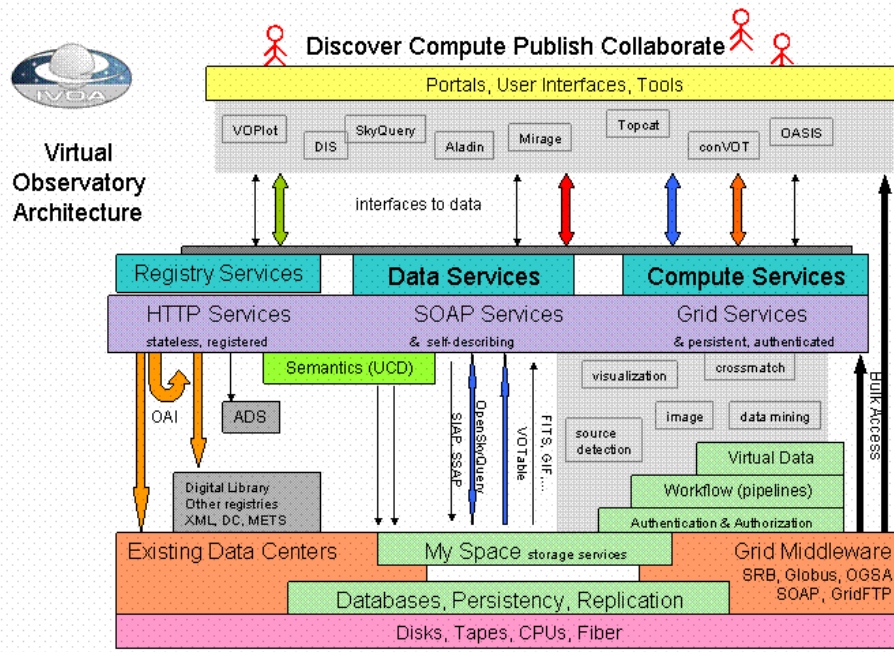 Discover Compute Publish Collaborate
IVOA
Portals, User Interfaces, Tools
Virtual
Observatory
Architecture
VOPlot
DIS
SkyQuery
Aladin
Mirage
Topcat
conVOT
OASIS
interfaces to data
Registry Services
Data Services
Compute Services
HTTP Services
stateless, registered
SOAP Services
& self-describing
Grid Services
& persistent, authenticated
Semantics (UCD)
OAI
ADS
SIAP, SSAP
OpenSkyQuery
VOTable
FITS, GIF,....
visualization
crossmatch
image
data mining
source
detection
Bulk Access
Virtual Data
Workflow (pipelines)
Authentication & Authorization
Digital Library
Other registries
XML, DC, METS
Existing Data Centers
My Space storage services
Grid Middleware
SRB, Globus, OGSA
SOAP, GridFTP
Databases, Persistency, Replication
Disks, Tapes, CPUs, Fiber